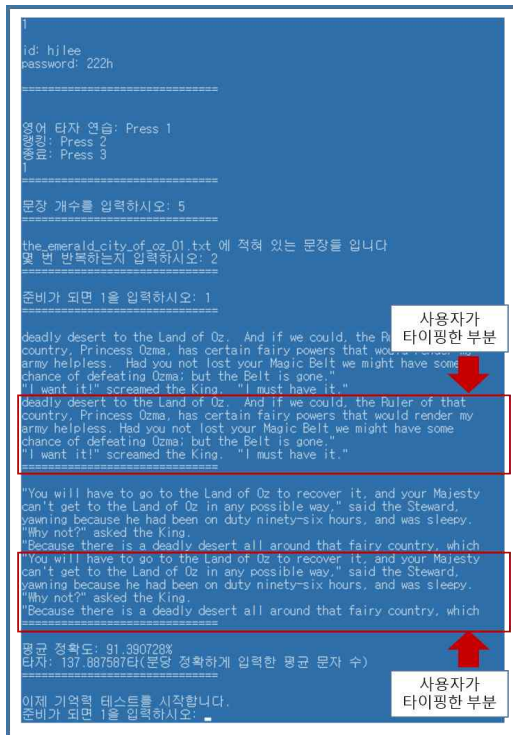 1
id: hjlee
password: 222h
==============================
영어 타자 연습: Press 1
랭킹: Press 2
종료: Press 3
1
==============================
문장 개수를 입력하시오: 5
==============================
the_emerald_city_of_oz_01.txt 에 적혀 있는 문장들 입니다
몇 번 반복하는지 입력하시오: 2
==============================
준비가 되면 1을 입력하시오: 1
==============================
사용자가
타이핑한 부분
deadly desert to the Land of Oz.  And if we could, the
country, Princess Ozma, has certain fairy powers that would render my
army helpless.  Had you not lost your Magic Belt we might have some
chance of defeating Ozma; but the Belt is gone."
"I want it!" screamed the King.  "I must have it."
deadly desert to the Land of Oz.  And if we could, the Ruler of that
country, Princess Ozma, has certain fairy powers that would render my
army helpless. Had you not lost your Magic Belt we might have some
chance of defeating Ozma; but the Belt is gone."
"I want it!" screamed the King.  "I must have it."
==============================
"You will have to go to the Land of Oz to recover it, and your Majesty
can't get to the Land of Oz in any possible way," said the Steward,
yawning because he had been on duty ninety-six hours, and was sleepy.
"Why not?" asked the King.
"Because there is a deadly desert all around that fairy country, which
"You will have to go to the Land of Oz to recover it, and your Majesty
can't get to the Land of Oz in any possible way," said the Steward,
yawning because he had been on duty ninety-six hours, and was sleepy.
"Why not?" asked the King.
"Because there is a deadly desert all around that fairy country, which
==============================
평균 정확도: 91.390728%
타자: 137.887587타(분당 정확하게 입력한 평균 문자 수)
==============================
이제 기억력 테스트를 시작합니다.
준비가 되면 1을 입력하시오:
사용자가
타이핑한 부분